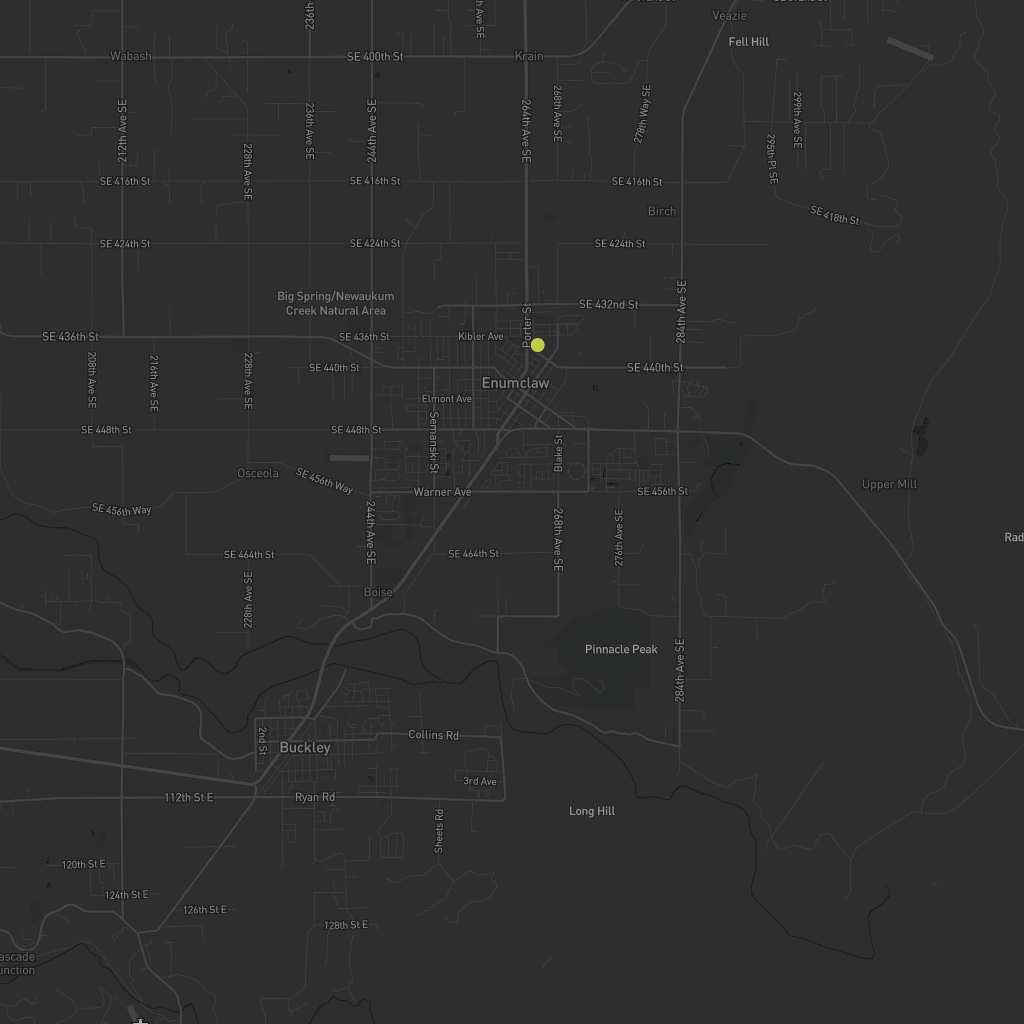 236th
th Ave SE
Veazie
Fell Hill
Wabash
SE 400th St
Krain
212th Ave SE
236th Ave SE
244th Ave SE
264th Ave SE
268th Ave SE
278th Way SE
299th Ave SE
295th Pl SE
228th Ave SE
SE 416th St
SE 416th St
SE 416th St
Birch
SE 418th St
SE 424th St
SE 424th St
SE 424th St
Big Spring/Newaukum
Creek Natural Area
SE 432nd St
284th Ave SE
Porter St
SE 436th St
SE 436th St
Kibler Ave
208th Ave SE
216th Ave SE
228th Ave SE
SE 440th St
SE 440th St
Enumclaw
Elmont Ave
SE 448th St
SE 448th St
Semanski St
Blake St
Osceola
SE 456th Way
Warner Ave
SE 456th St
Upper Mill
SE 456th Way
244th Ave SE
268th Ave SE
276th Ave SE
Rad
SE 464th St
SE 464th St
228th Ave SE
Boise
Pinnacle Peak
284th Ave SE
2nd St
Buckley
Collins Rd
3rd Ave
112th St E
Ryan Rd
Long Hill
Sheets Rd
120th St E
124th St E
126th St E
128th St E
ascade
unction